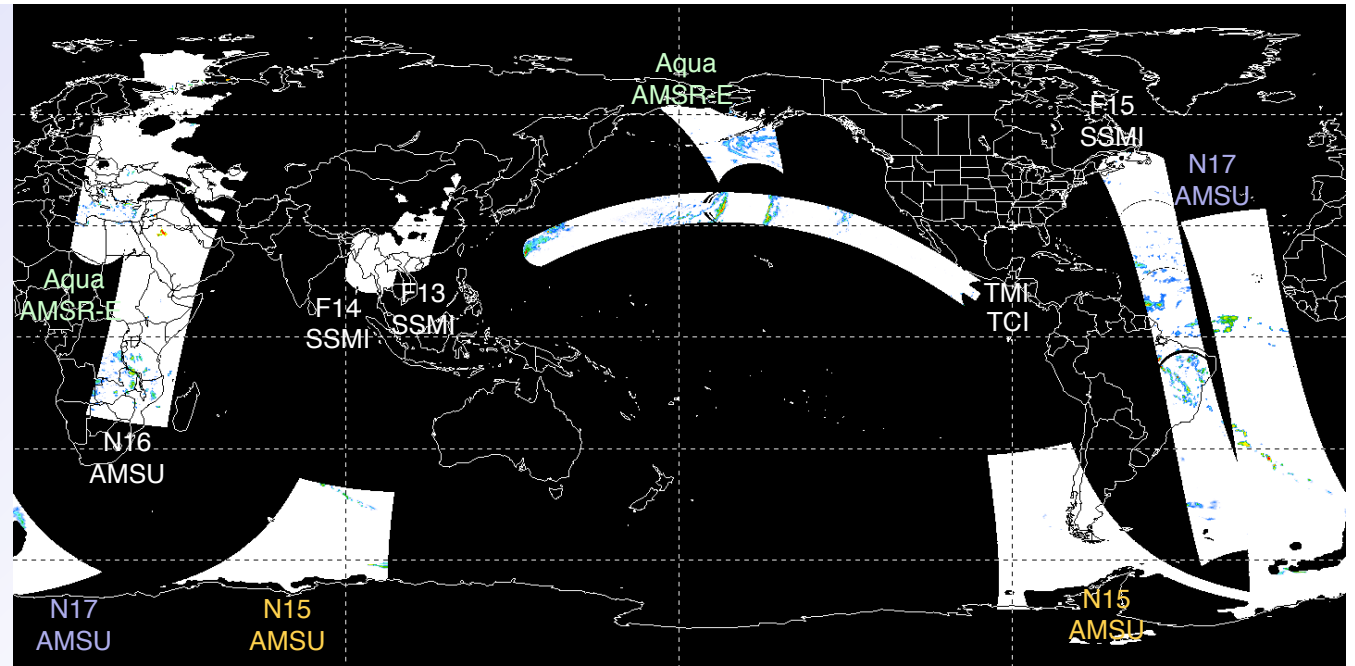 Aqua
AMSR-E
F15
SSMI
N17
AMSU
Aqua
AMSR-E
F14
SSMI
F13
SSMI
TMI
TCI
N16
AMSU
N17
AMSU
N15
AMSU
N15
AMSU